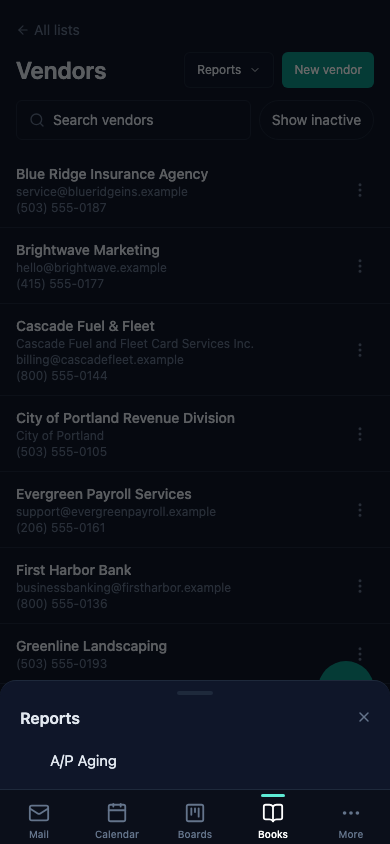 All lists
Vendors
Reports
New vendor
Search vendors
Show inactive
Blue Ridge Insurance Agency
service@blueridgeins.example
(503) 555-0187
Brightwave Marketing
hello@brightwave.example
(415) 555-0177
Cascade Fuel & Fleet
Cascade Fuel and Fleet Card Services Inc.
billing@cascadefleet.example
(800) 555-0144
City of Portland Revenue Division
City of Portland
(503) 555-0105
Evergreen Payroll Services
support@evergreenpayroll.example
(206) 555-0161
First Harbor Bank
businessbanking@firstharbor.example
(800) 555-0136
Greenline Landscaping
(503) 555-0193
Reports
A/P Aging
Mail
Calendar
Boards
Books
More